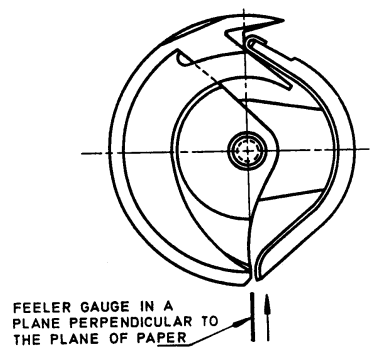 FEELER GAUGE IN A
PLANE PERPENDICULAR TO
THE PLANE OF PAPER